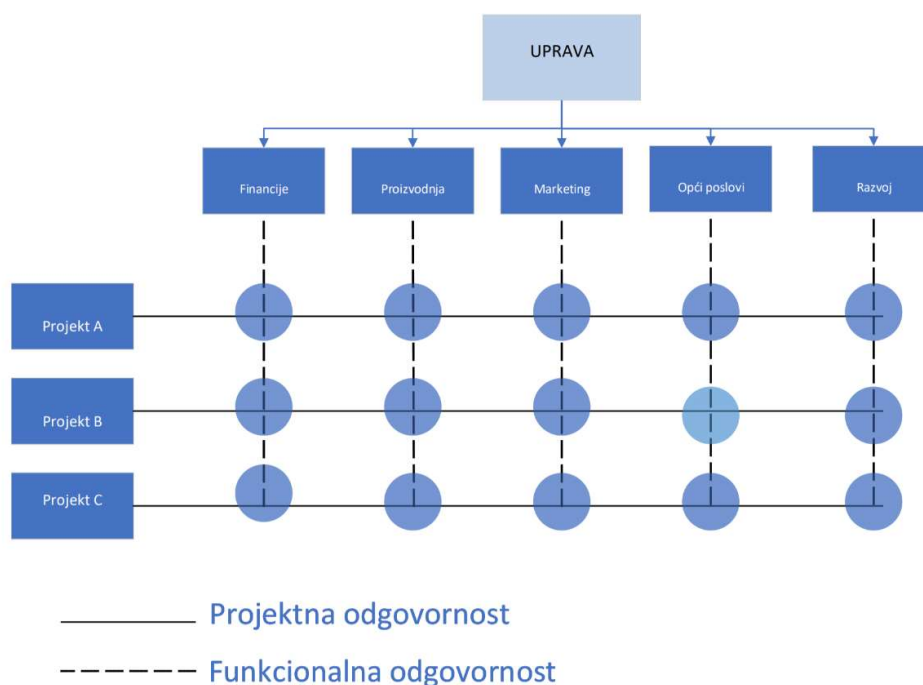 UPRAVA
Financije
Proizvodnja
Marketing
Opći poslovi
Razvoj
Projekt A
Projekt B
Projekt C
Projektna odgovornost
Funkcionalna odgovornost